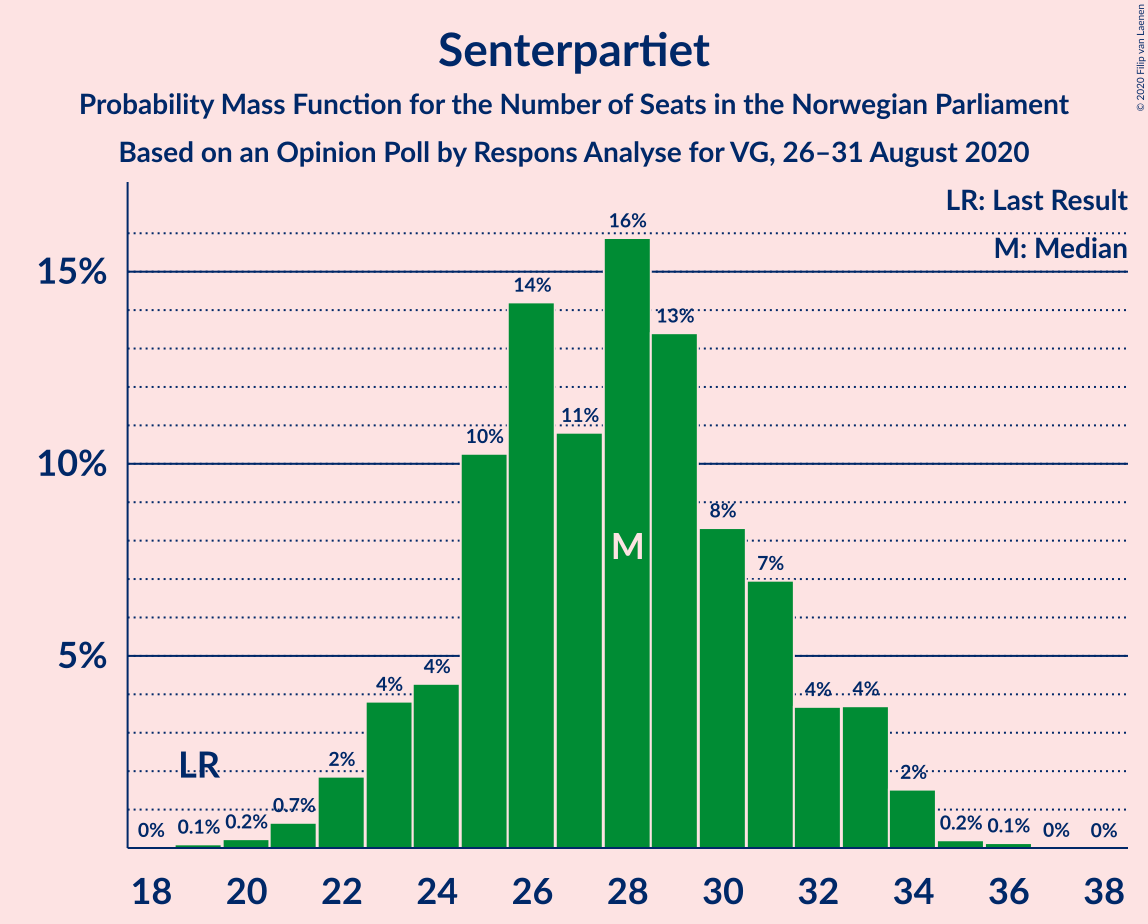 Senterpartiet
Probability Mass Function for the Number of Seats in the Norwegian Parliament
Based on an Opinion Poll by Respons Analyse for VG, 26–31 August 2020
© 2020 Filip van Laenen
LR: Last Result
M: Median
15%
10%
5%
0%
0.1%
0.2%
0.7%
2%
4%
4%
10%
14%
11%
16%
13%
8%
7%
4%
4%
2%
0.2%
0.1%
0%
0%
LR
M
18 20 22 24 26 28 30 32 34 36 38